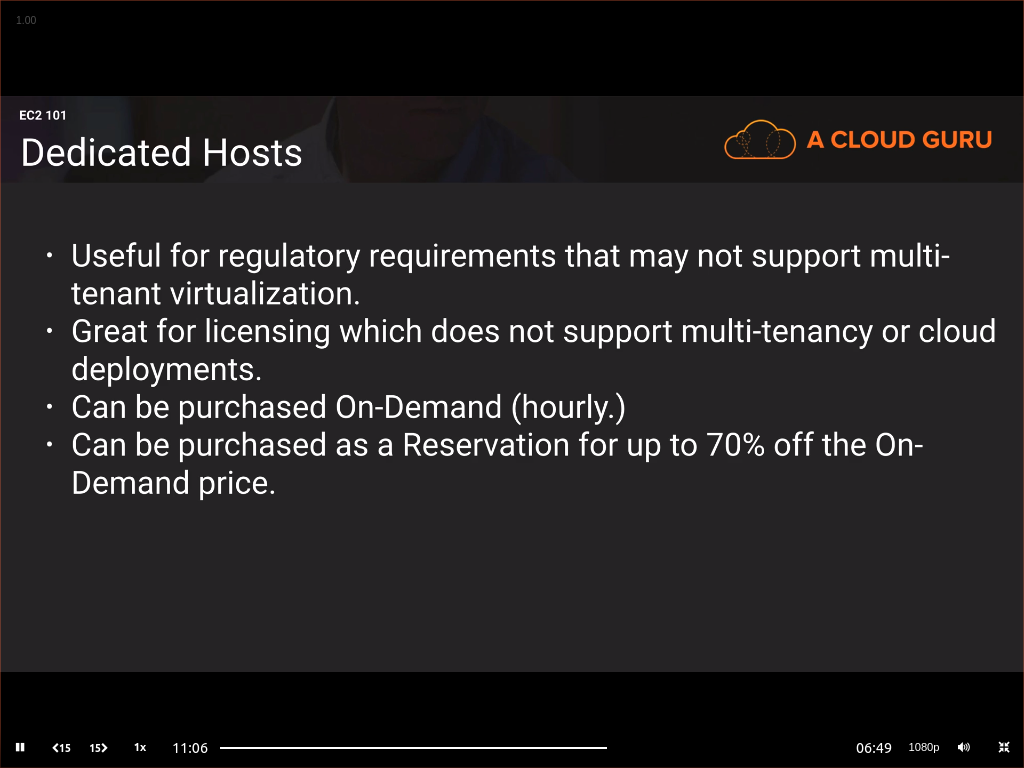 1.00
EC2 101
Dedicated Hosts
A CLOUD GURU
• Useful for regulatory requirements that may not support multi-
tenant virtualization.
• Great for licensing which does not support multi-tenancy or cloud
deployments.
• Can be purchased On-Demand (hourly.)
• Can be purchased as a Reservation for up to 70% off the On-
Demand price.
15 15 1x 11:06 06:49 1080p